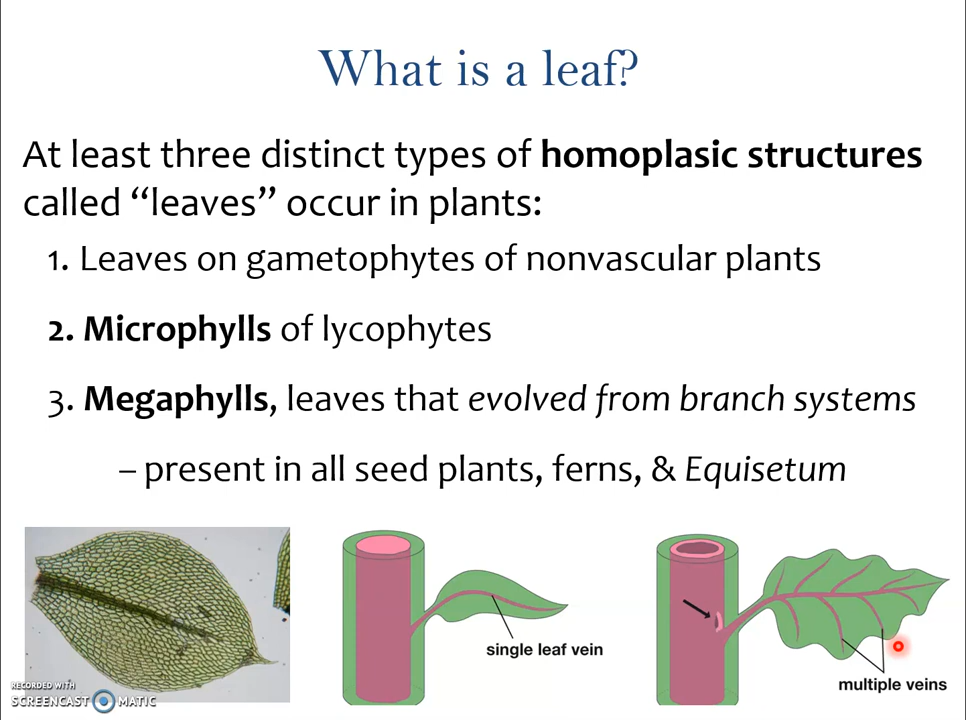 What is a leaf?
At least three distinct types of homoplasic structures
called “leaves” occur in plants:
1. Leaves on gametophytes of nonvascular plants
2. Microphylls of lycophytes
3. Megaphylls, leaves that evolved from branch systems
– present in all seed plants, ferns, & Equisetum
single leaf vein
multiple veins
RECORDED WITH
SCREENCAST MATIC